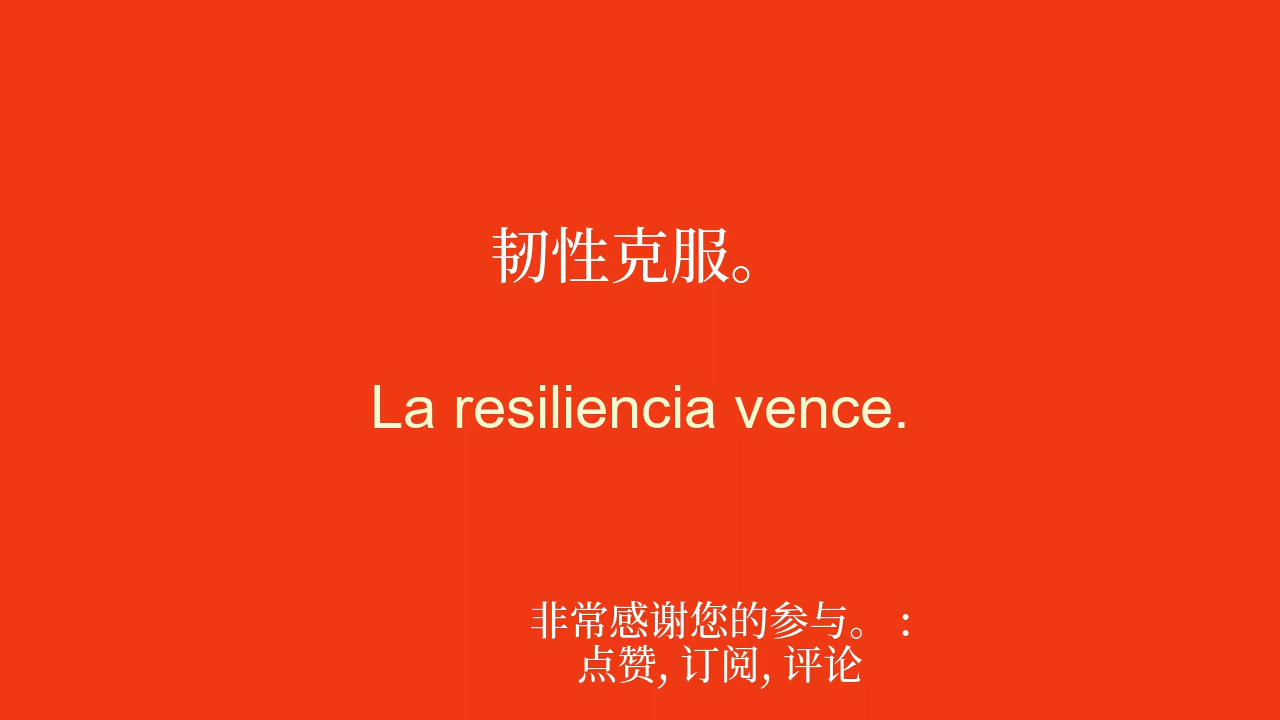 韧性克服。
La resiliencia vence.
非常感谢您的参与。 :
点赞, 订阅, 评论